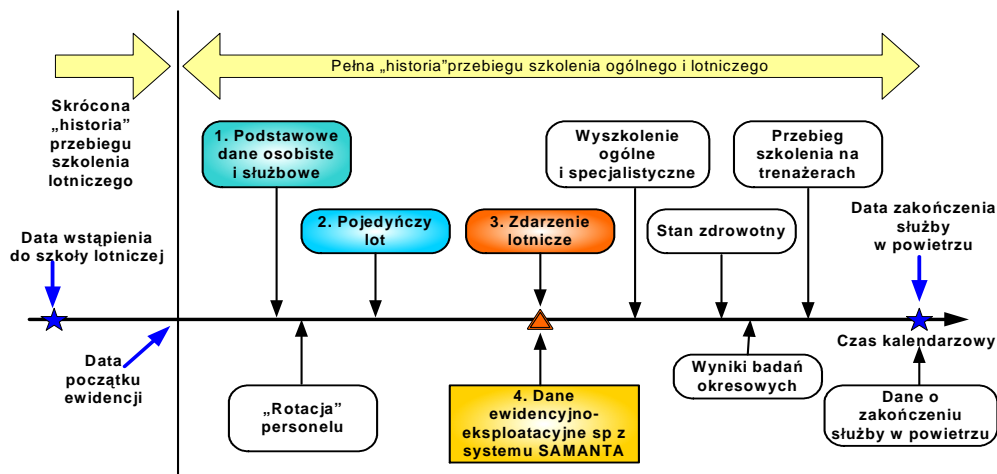 Pełna „historia”przebiegu szkolenia ogólnego i lotniczego
Skrócona
„historia”
przebiegu
szkolenia
lotniczego
1. Podstawowe
dane osobiste
i służbowe
Wyszkolenie
ogólne
i specjalistyczne
Przebieg
szkolenia na
trenażerach
2. Pojedyńczy
lot
3. Zdarzenie
lotnicze
Stan zdrowotny
Data zakończenia
służby
w powietrzu
Data wstąpienia
do szkoły lotniczej
Czas kalendarzowy
Data
początku
ewidencji
„Rotacja”
personelu
4. Dane
ewidencyjno-
eksploatacyjne sp z
systemu SAMANTA
Wyniki badań
okresowych
Dane o
zakończeniu
służby w powietrzu